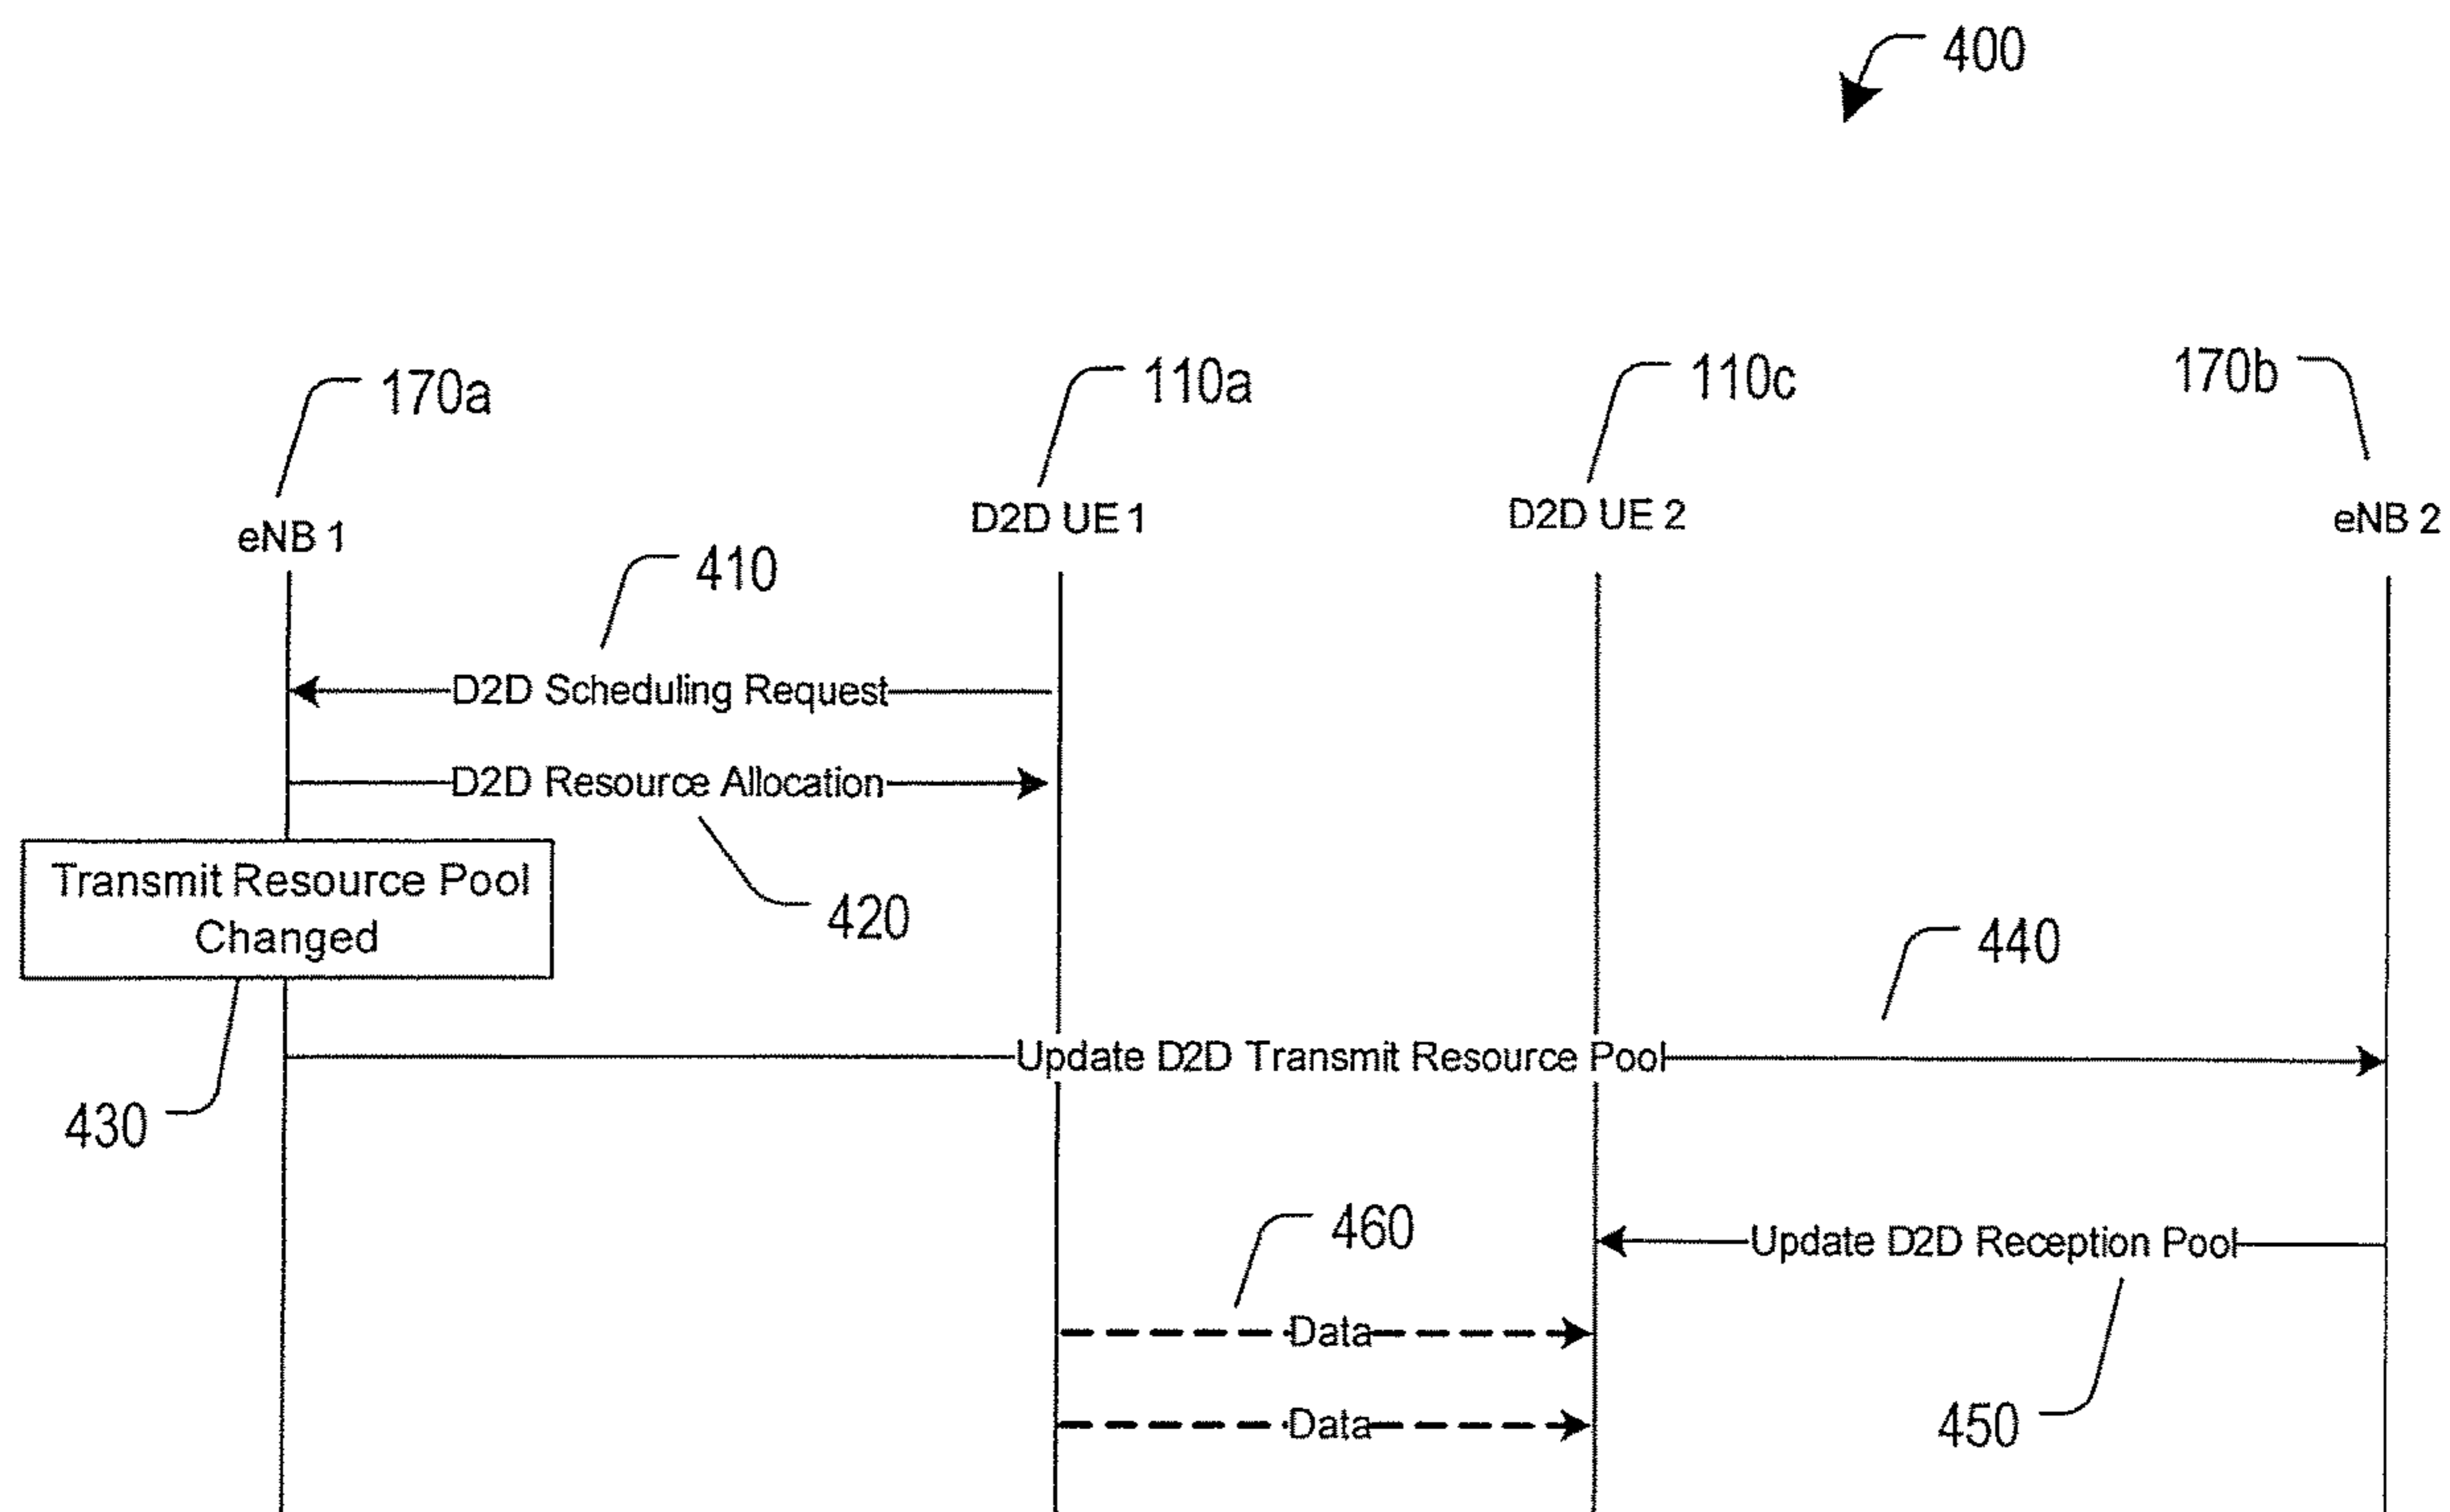 400
170a
110a
110c
170b
eNB 1
D2D UE 1
D2D UE 2
eNB 2
410
D2D Scheduling Request
D2D Resource Allocation
420
Transmit Resource Pool
Changed
430
440
Update D2D Transmit Resource Pool
Update D2D Reception Pool
450
460
Data
Data